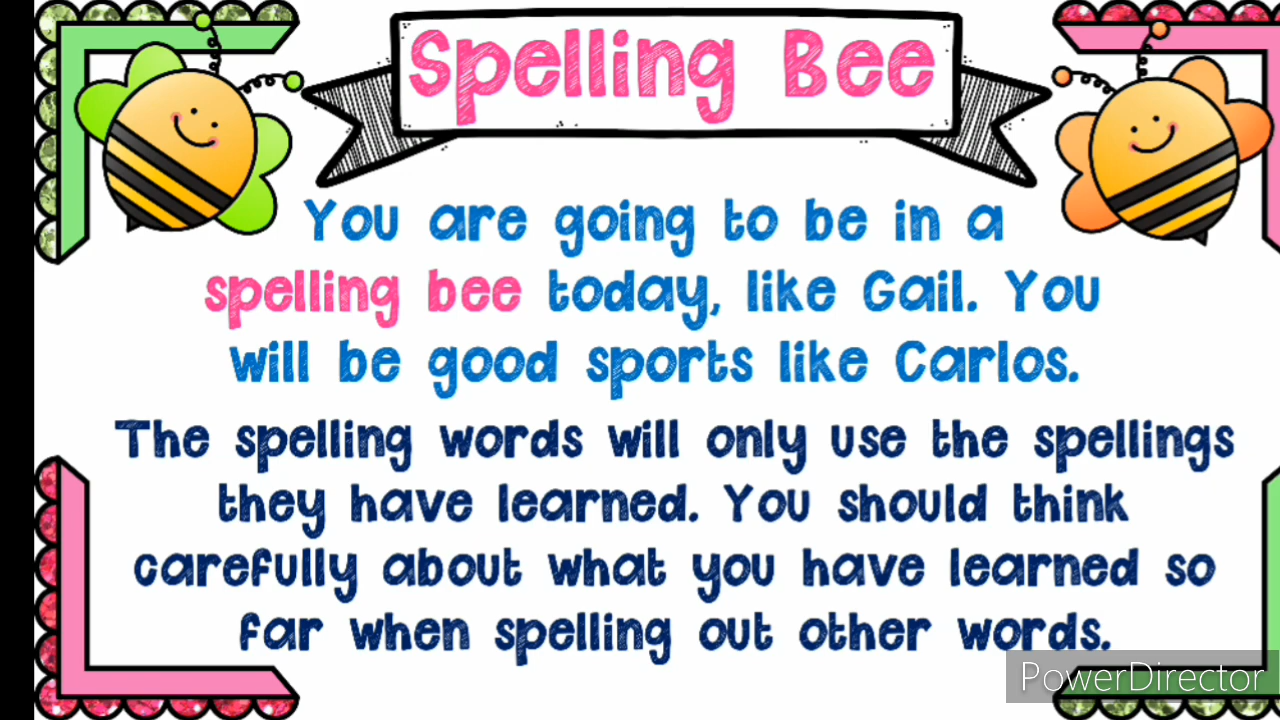 Spelling Bee
You are going to be in a
spelling bee today, like Gail. You
will be good sports like Carlos.
The spelling words will only use the spellings
they have learned. You should think
carefully about what you have learned so
far when spelling out other words.
PowerDirector